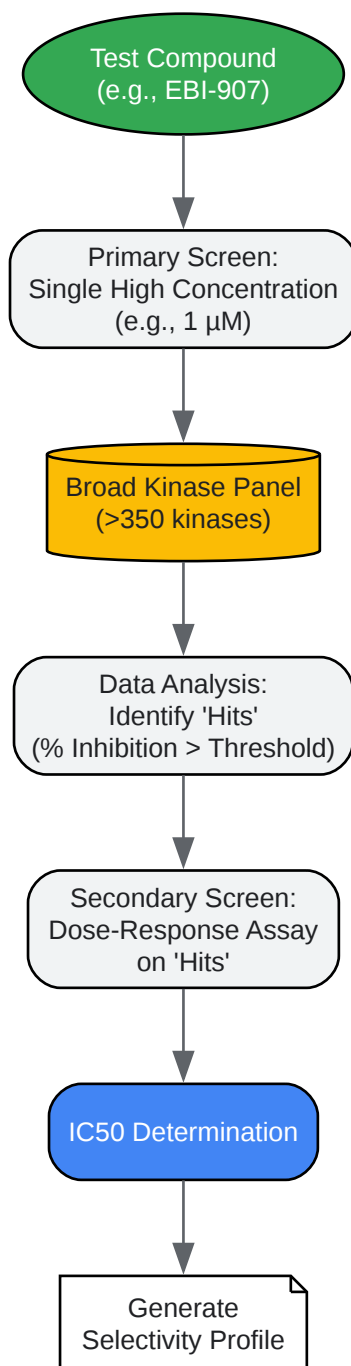 Test Compound
(e.g., EBI-907)
Primary Screen:
Single High Concentration
(e.g., 1 µM)
Broad Kinase Panel
(>350 kinases)
Data Analysis:
Identify 'Hits'
(% Inhibition > Threshold)
Secondary Screen:
Dose-Response Assay
on 'Hits'
IC50 Determination
Generate
Selectivity Profile